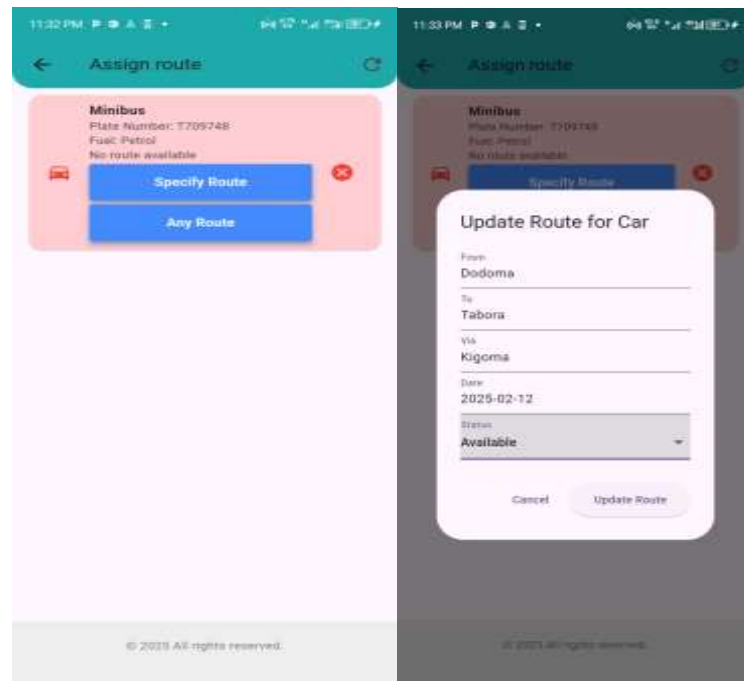 11:32 PM
Assign route
Minibus
Plate Number: T709748
Fuel: Petrol
No route available
Specify Route
Any Route
© 2025 All rights reserved.
11:33 PM
Assign route
Minibus
Plate Number: T709748
Fuel: Petrol
No route available
Specify Route
Update Route for Car
From
Dodoma
To
Tabora
Via
Kigoma
Date
2025-02-12
Status
Available
Cancel
Update Route
© 2025 All rights reserved.